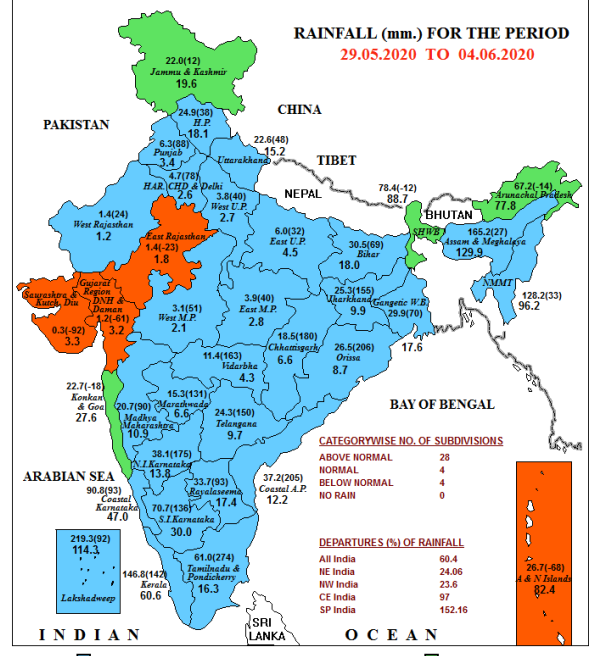 RAINFALL (mm.) FOR THE PERIOD
29.05.2020 TO 04.06.2020
22.0(12)
Jammu & Kashmir
19.6
CHINA
PAKISTAN
24.9(38)
H.P.
18.1
6.3(88)
Punjab
3.4
22.6(48)
15.2
Uttarakhand
TIBET
4.7(78)
HAR. CHD & Delhi
2.6
3.8(40)
West U.P.
2.7
NEPAL
78.4(-12)
88.7
67.2(-14)
Arunachal Pradesh
77.8
1.4(24)
West Rajasthan
1.2
East Rajasthan
1.4(-23)
1.8
6.0(32)
East U.P.
4.5
30.5(69)
Bihar
18.0
SHWB
BHUTAN
165.2(27)
Assam & Meghalaya
129.9
NMMT
128.2(33)
96.2
Saurashtra &
Kutch, Diu
0.3(-92)
3.3
Gujarat
Region
DNH &
Daman
1.2(-61)
3.2
3.1(51)
West M.P.
2.1
3.9(40)
East M.P.
2.8
25.3(155)
Jharkhand
9.9
Gangetic W.B.
29.9(70)
17.6
18.5(180)
Chhattisgarh
6.6
26.5(206)
Orissa
8.7
11.4(163)
Vidarbha
4.3
22.7(-18)
Konkan
& Goa
27.6
20.7(90)
Madhya
Maharashtra
10.9
15.3(131)
Marathwada
6.6
24.3(150)
Telangana
9.7
BAY OF BENGAL
38.1(175)
N.I.Karnataka
13.8
ARABIAN SEA
90.8(93)
Coastal
Karnataka
47.0
33.7(93)
Rayalaseema
17.4
37.2(205)
Coastal A.P.
12.2
70.7(136)
S.I.Karnataka
30.0
219.3(92)
114.3
Lakshadweep
146.8(142)
Kerala
60.6
61.0(274)
Tamilnadu &
Pondicherry
16.3
CATEGORYWISE NO. OF SUBDIVISIONS
ABOVE NORMAL 28
NORMAL 4
BELOW NORMAL 4
NO RAIN 0
DEPARTURES (%) OF RAINFALL
All India 60.4
NE India 24.06
NW India 23.6
CE India 97
SP India 152.16
26.7(-68)
A & N Islands
82.4
SRI
LANKA
INDIAN OCEAN